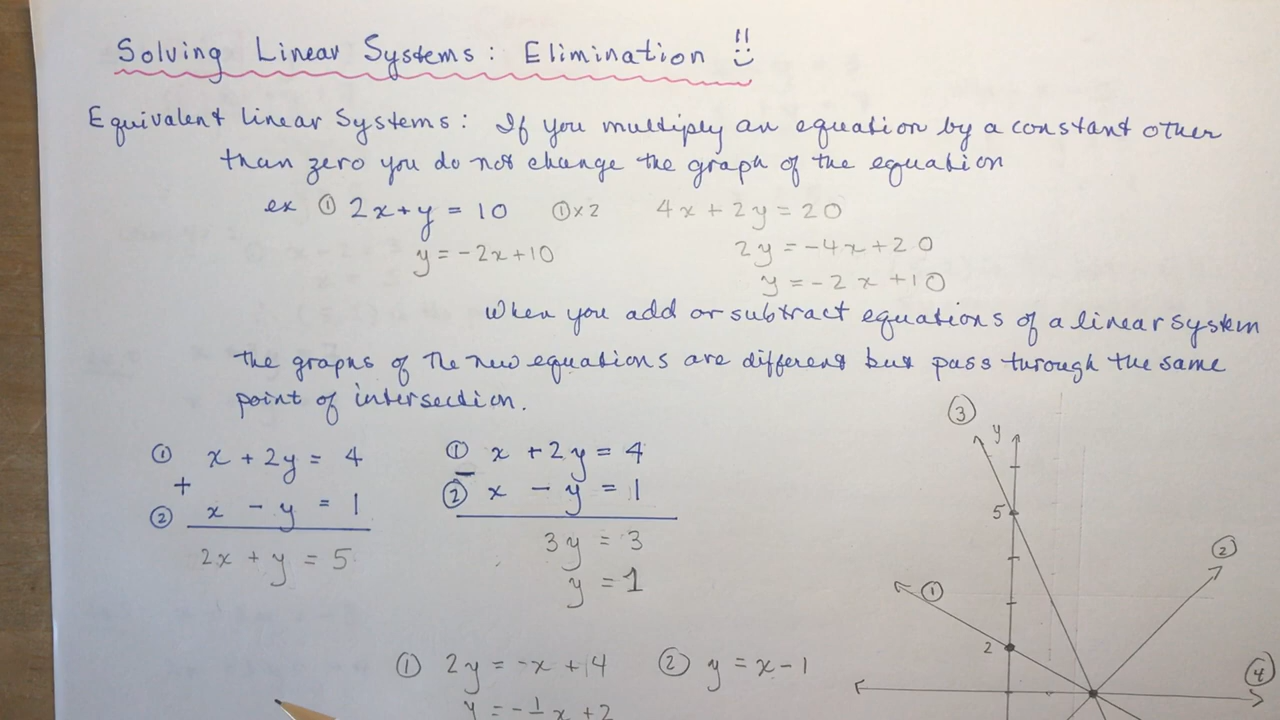 Solving Linear Systems: Elimination
Equivalent linear Systems: If you multiply an equation by a constant other
than zero you do not change the graph of the equation
ex ① 2x+y = 10 ①×2 4x + 2y = 20
y = -2x+10 2y = -4x+20
y = -2x +10
When you add or subtract equations of a linear system
the graphs of the new equations are different but pass through the same
point of intersection.
① x + 2y = 4 ① x + 2y = 4
+ −
② x - y = 1 ② x - y = 1
2x + y = 5 3y = 3
y = 1
① 2y = -x + 4 ② y = x - 1
y = -1/2 x + 2
③
y
5
②
①
2
④